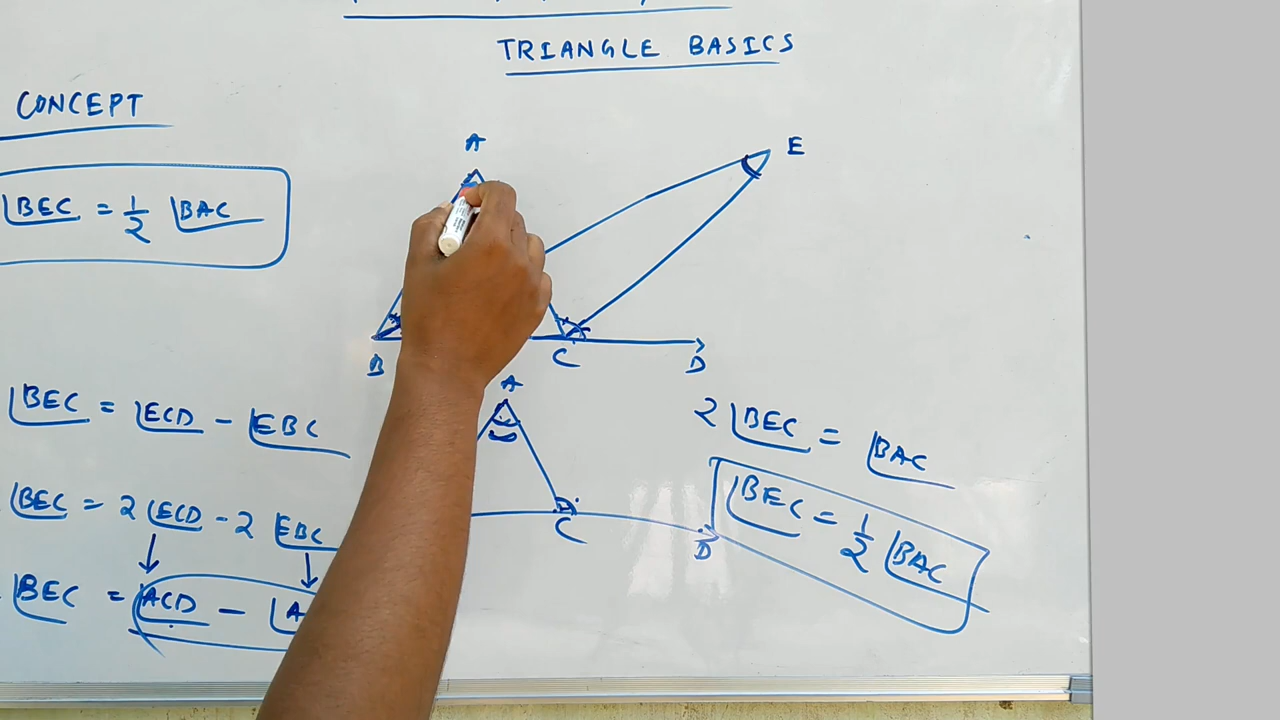 TRIANGLE BASICS
CONCEPT
∠BEC = 1/2 ∠BAC
A
E
B
C
D
∠BEC = ∠ECD - ∠EBC
∠BEC = 2∠ECD - 2 EBC
∠BEC = ∠ACD - ∠A
A
C
D
2∠BEC = ∠BAC
∠BEC = 1/2 ∠BAC